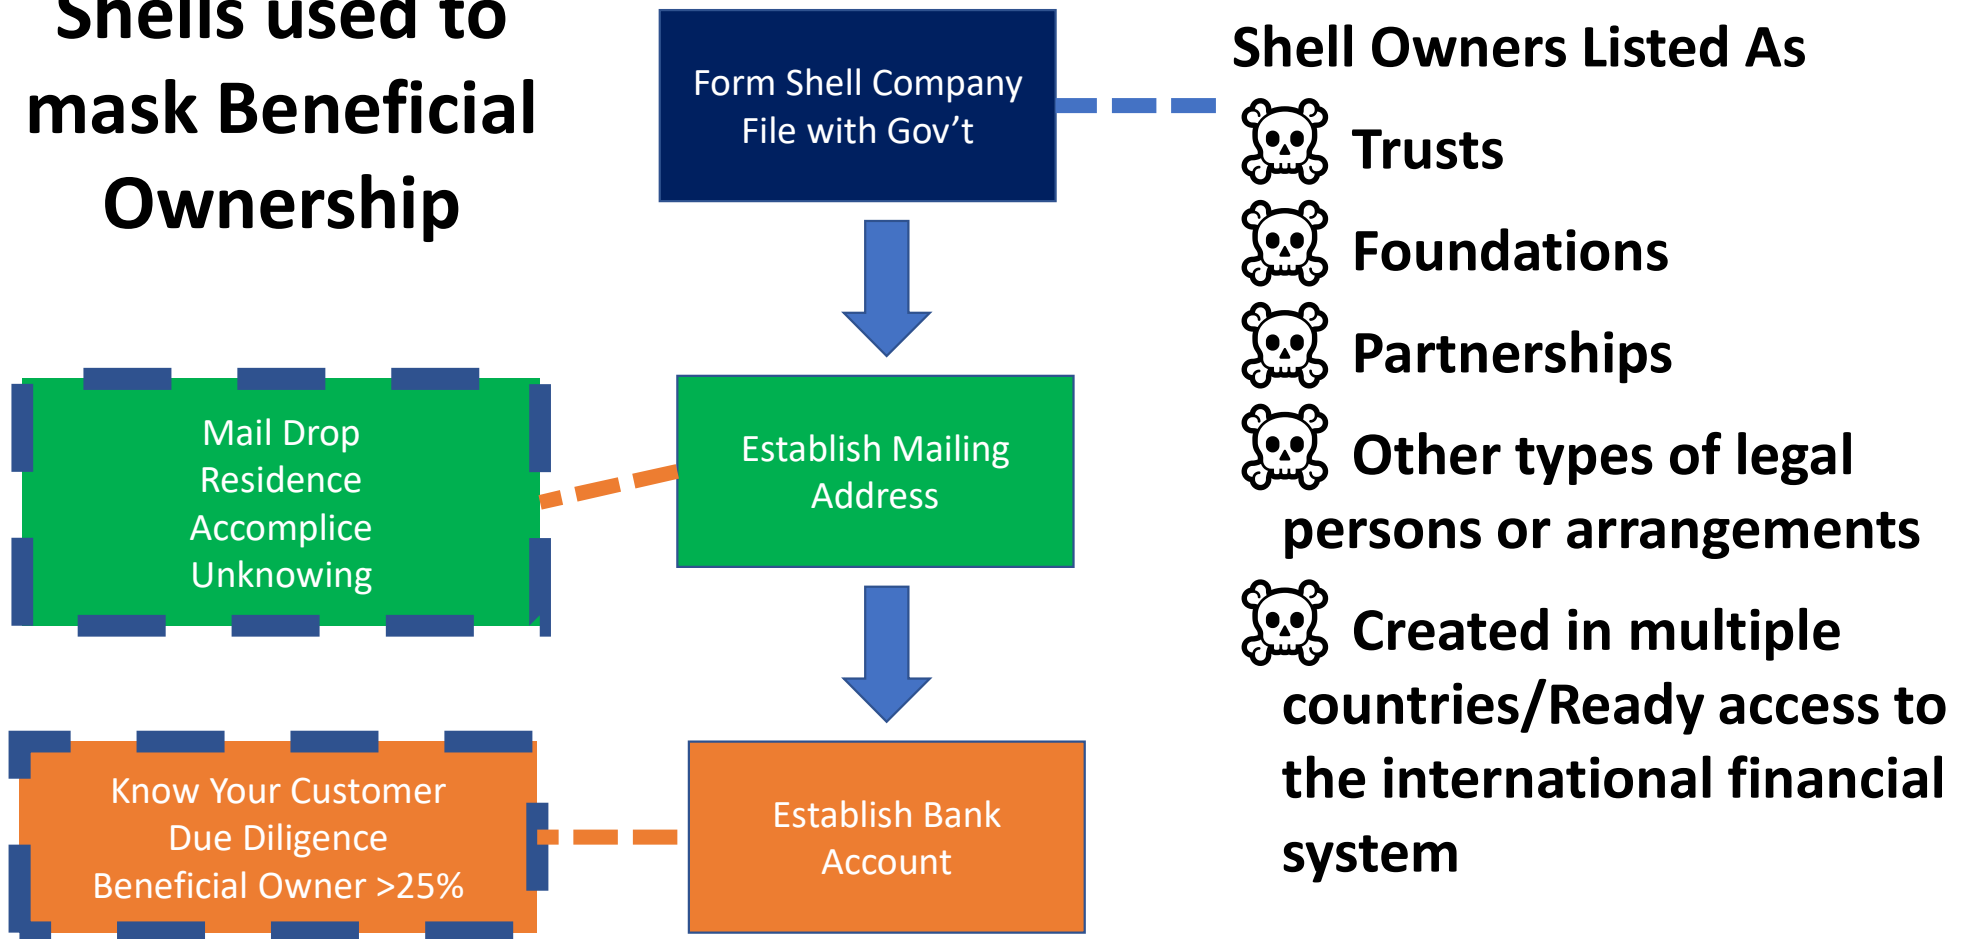 Shells used to
mask Beneficial
Ownership
Form Shell Company
File with Gov’t
Shell Owners Listed As
Trusts
Foundations
Partnerships
Other types of legal
persons or arrangements
Created in multiple
countries/Ready access to
the international financial
system
Mail Drop
Residence
Accomplice
Unknowing
Establish Mailing
Address
Know Your Customer
Due Diligence
Beneficial Owner >25%
Establish Bank
Account